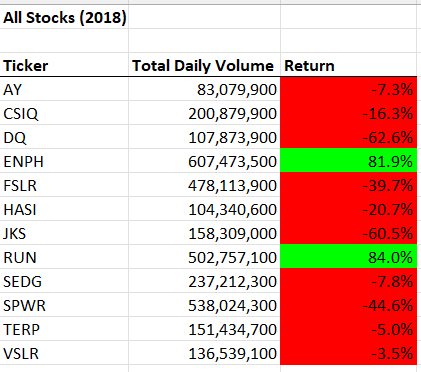 All Stocks (2018)
Ticker Total Daily Volume Return
AY 83,079,900 -7.3%
CSIQ 200,879,900 -16.3%
DQ 107,873,900 -62.6%
ENPH 607,473,500 81.9%
FSLR 478,113,900 -39.7%
HASI 104,340,600 -20.7%
JKS 158,309,000 -60.5%
RUN 502,757,100 84.0%
SEDG 237,212,300 -7.8%
SPWR 538,024,300 -44.6%
TERP 151,434,700 -5.0%
VSLR 136,539,100 -3.5%